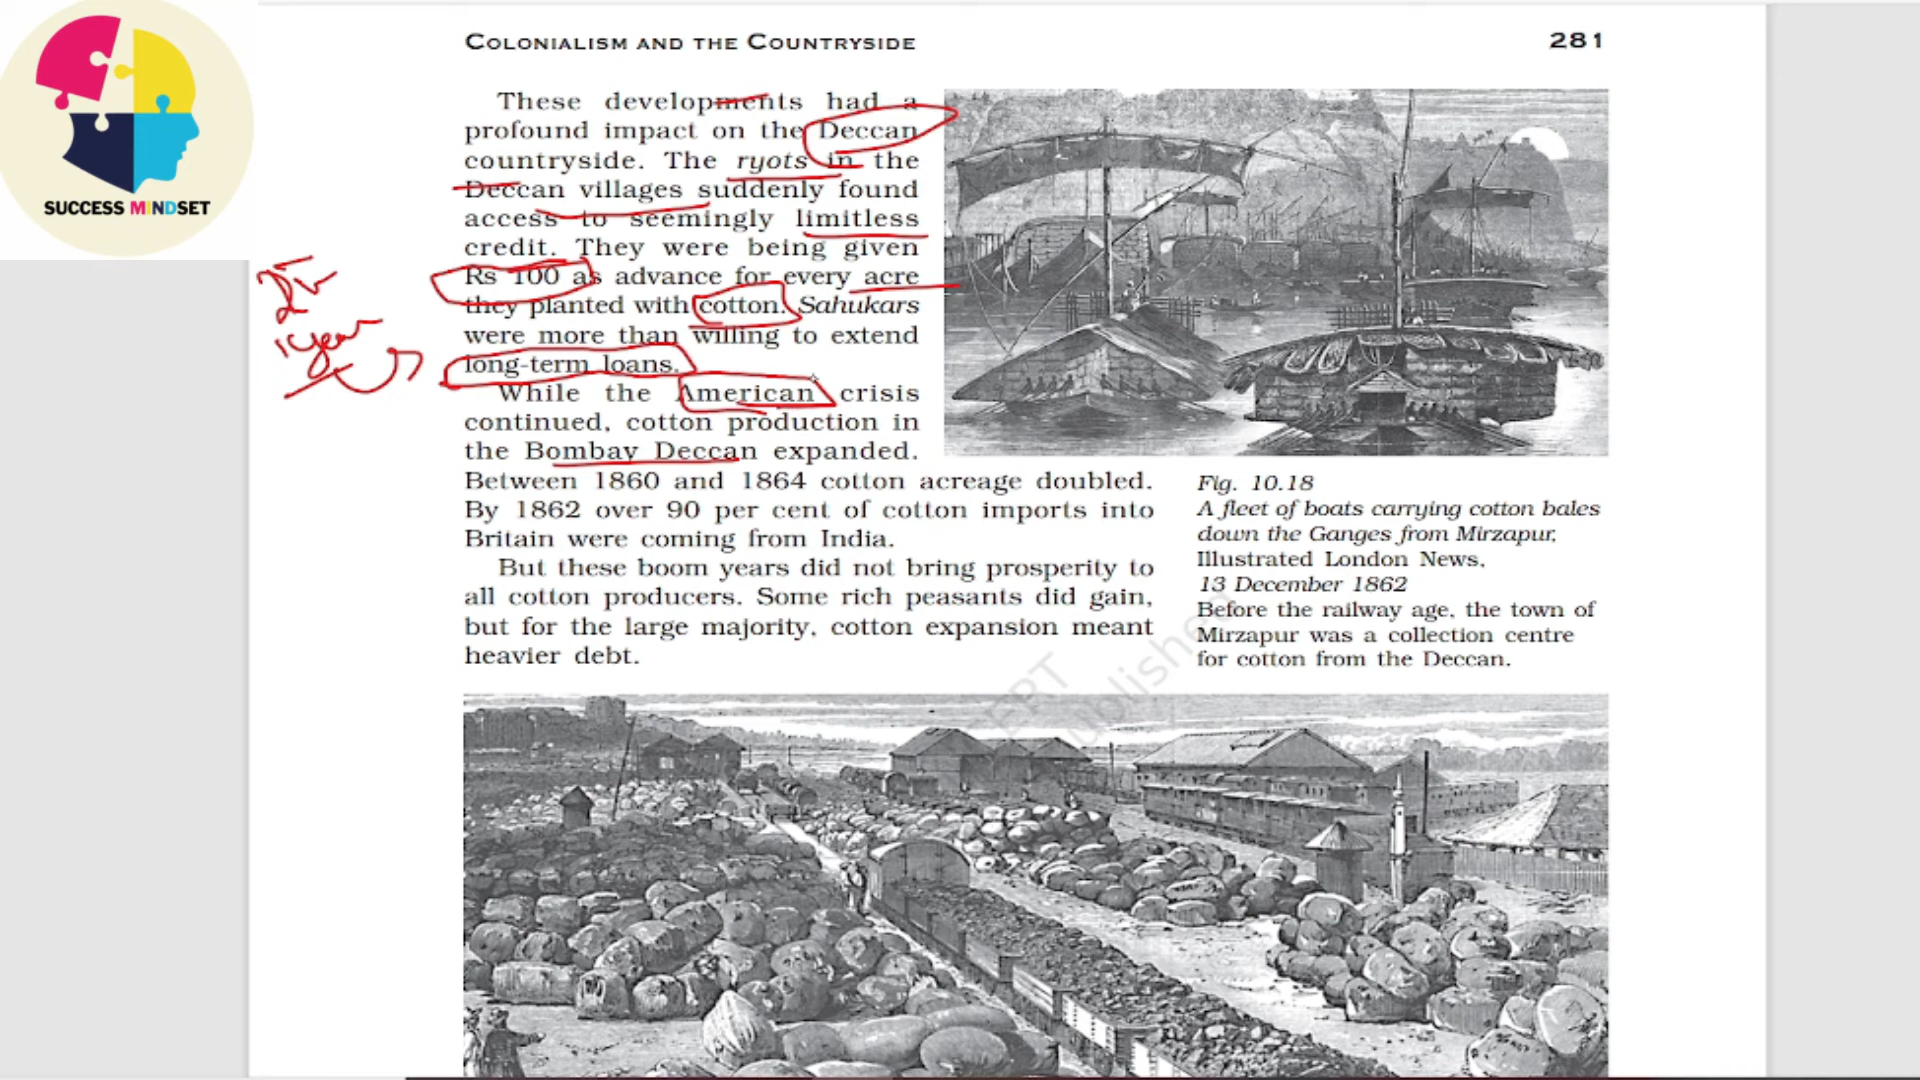 SUCCESS MINDSET
COLONIALISM AND THE COUNTRYSIDE
281
These developments had a
profound impact on the Deccan
countryside. The ryots in the
Deccan villages suddenly found
access to seemingly limitless
credit. They were being given
Rs 100 as advance for every acre
they planted with cotton. Sahukars
were more than willing to extend
long-term loans.
While the American crisis
continued, cotton production in
the Bombay Deccan expanded.
Between 1860 and 1864 cotton acreage doubled.
By 1862 over 90 per cent of cotton imports into
Britain were coming from India.
But these boom years did not bring prosperity to
all cotton producers. Some rich peasants did gain,
but for the large majority, cotton expansion meant
heavier debt.
1 year
Fig. 10.18
A fleet of boats carrying cotton bales
down the Ganges from Mirzapur,
Illustrated London News,
13 December 1862
Before the railway age, the town of
Mirzapur was a collection centre
for cotton from the Deccan.